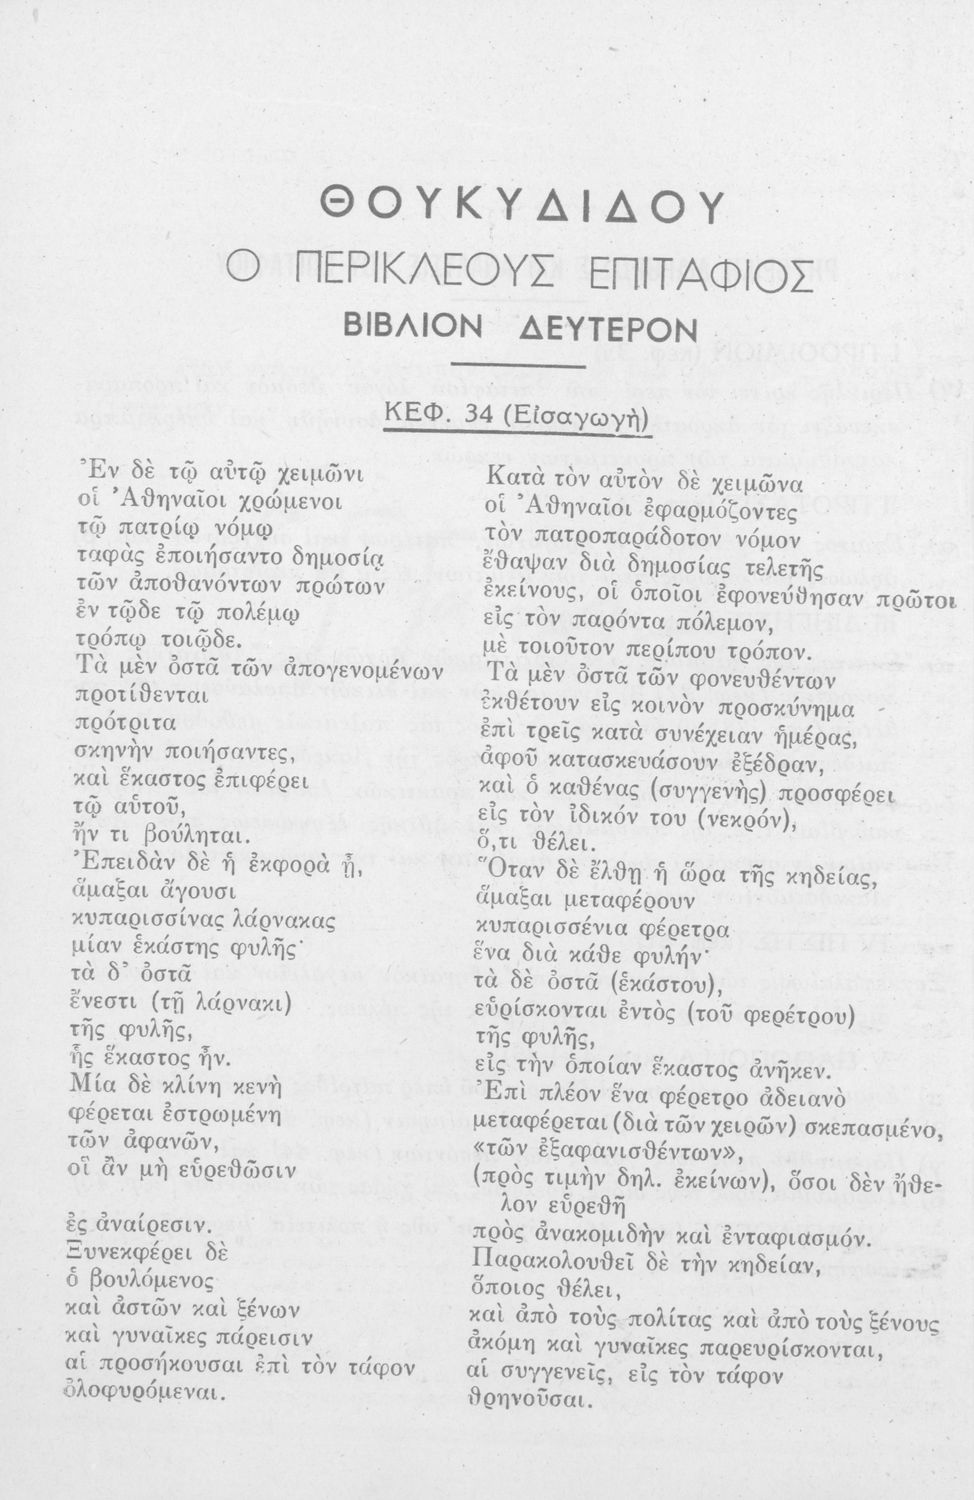 ΘΟΥΚΥΔΙΔΟΥ
Ο ΠΕΡΙΚΛΕΟΥΣ ΕΠΙΤΑΦΙΟΣ
ΒΙΒΛΙΟΝ ΔΕΥΤΕΡΟΝ
ΚΕΦ. 34 (Εἰσαγωγὴ)
Ἐν δὲ τῷ αὐτῷ χειμῶνι
οἱ Ἀθηναῖοι χρώμενοι
τῷ πατρίῳ νόμῳ
ταφὰς ἐποιήσαντο δημοσίᾳ
τῶν ἀποθανόντων πρώτων
ἐν τῷδε τῷ πολέμῳ
τρόπῳ τοιῷδε.
Τὰ μὲν ὀστᾶ τῶν ἀπογενομένων
προτίθενται
πρότριτα
σκηνὴν ποιήσαντες,
καὶ ἕκαστος ἐπιφέρει
τῷ αὑτοῦ,
ἤν τι βούληται.
Ἐπειδὰν δὲ ἡ ἐκφορὰ ᾖ,
ἅμαξαι ἄγουσι
κυπαρισσίνας λάρνακας
μίαν ἑκάστης φυλῆς·
τὰ δ' ὀστᾶ
ἔνεστι (τῇ λάρνακι)
τῆς φυλῆς,
ἧς ἕκαστος ἦν.
Μία δὲ κλίνη κενὴ
φέρεται ἐστρωμένη
τῶν ἀφανῶν,
οἳ ἂν μὴ εὑρεθῶσιν
ἐς ἀναίρεσιν.
Ξυνεκφέρει δὲ
ὁ βουλόμενος
καὶ ἀστῶν καὶ ξένων
καὶ γυναῖκες πάρεισιν
αἱ προσήκουσαι ἐπὶ τὸν τάφον
ὀλοφυρόμεναι.
Κατὰ τὸν αὐτὸν δὲ χειμῶνα
οἱ Ἀθηναῖοι ἐφαρμόζοντες
τὸν πατροπαράδοτον νόμον
ἔθαψαν διὰ δημοσίας τελετῆς
ἐκείνους, οἱ ὁποῖοι ἐφονεύθησαν πρῶτοι
εἰς τὸν παρόντα πόλεμον,
μὲ τοιοῦτον περίπου τρόπον.
Τὰ μὲν ὀστᾶ τῶν φονευθέντων
ἐκθέτουν εἰς κοινὸν προσκύνημα
ἐπὶ τρεῖς κατὰ συνέχειαν ἡμέρας,
ἀφοῦ κατασκευάσουν ἐξέδραν,
καὶ ὁ καθένας (συγγενὴς) προσφέρει
εἰς τὸν ἰδικόν του (νεκρόν),
ὅ,τι θέλει.
Ὅταν δὲ ἔλθῃ ἡ ὥρα τῆς κηδείας,
ἅμαξαι μεταφέρουν
κυπαρισσένια φέρετρα
ἕνα διὰ κάθε φυλήν·
τὰ δὲ ὀστᾶ (ἑκάστου),
εὑρίσκονται ἐντὸς (τοῦ φερέτρου)
τῆς φυλῆς,
εἰς τὴν ὁποίαν ἕκαστος ἀνῆκεν.
Ἐπὶ πλέον ἕνα φέρετρο ἀδειανὸ
μεταφέρεται (διὰ τῶν χειρῶν) σκεπασμένο,
«τῶν ἐξαφανισθέντων»,
(πρὸς τιμὴν δηλ. ἐκείνων), ὅσοι δὲν ἤθε-
λον εὑρεθῆ
πρὸς ἀνακομιδὴν καὶ ἐνταφιασμόν.
Παρακολουθεῖ δὲ τὴν κηδείαν,
ὅποιος θέλει,
καὶ ἀπὸ τοὺς πολίτας καὶ ἀπὸ τοὺς ξένους
ἀκόμη καὶ γυναῖκες παρευρίσκονται,
αἱ συγγενεῖς, εἰς τὸν τάφον
θρηνοῦσαι.